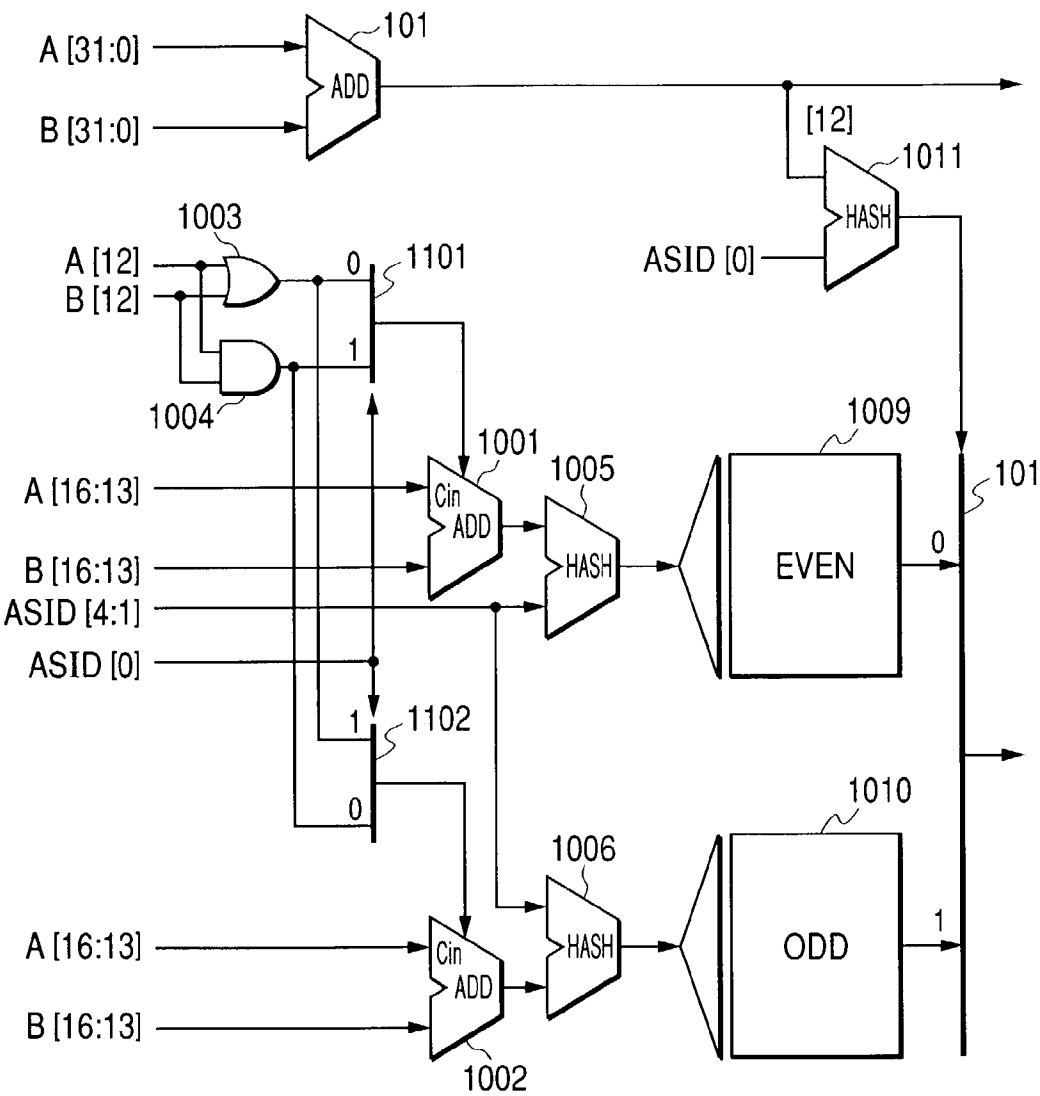 101
A [31:0]
ADD
B [31:0]
[12]
1011
HASH
ASID [0]
1003
A [12]
B [12]
0
1101
1
1004
1009
1001
1005
A [16:13]
Cin
ADD
101
0
HASH
EVEN
B [16:13]
ASID [4:1]
ASID [0]
1
1102
0
1010
1006
A [16:13]
Cin
ADD
HASH
ODD
1
B [16:13]
1002